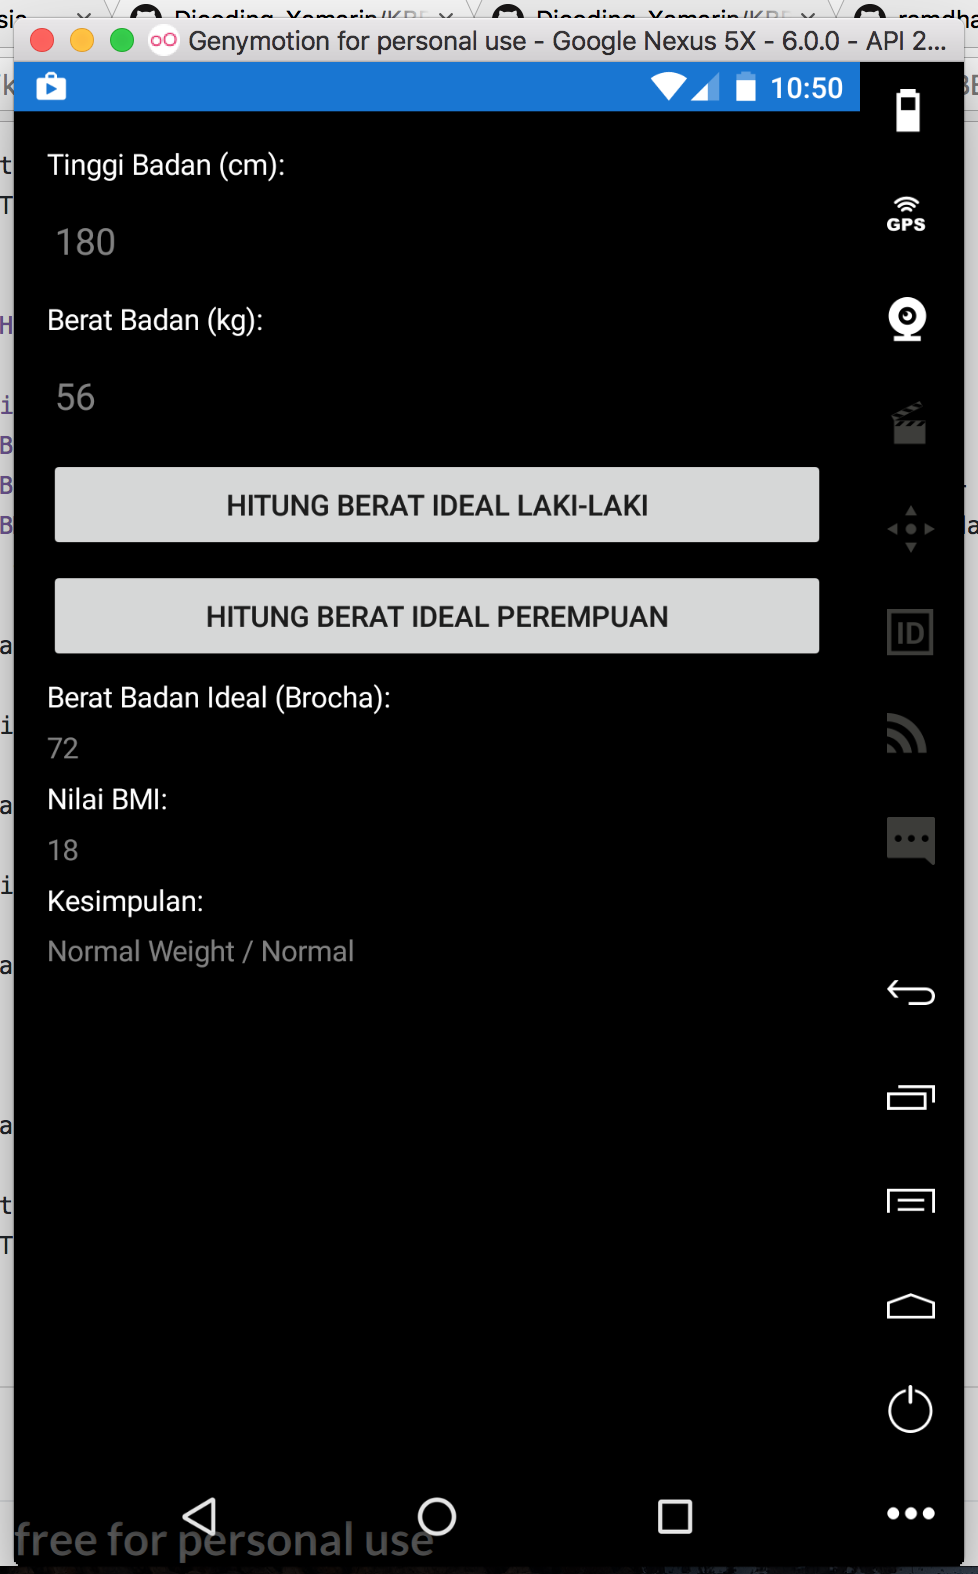 Genymotion for personal use - Google Nexus 5X - 6.0.0 - API 2...
10:50
Tinggi Badan (cm):
180
GPS
Berat Badan (kg):
56
HITUNG BERAT IDEAL LAKI-LAKI
HITUNG BERAT IDEAL PEREMPUAN
ID
Berat Badan Ideal (Brocha):
72
Nilai BMI:
18
Kesimpulan:
Normal Weight / Normal
free for personal use